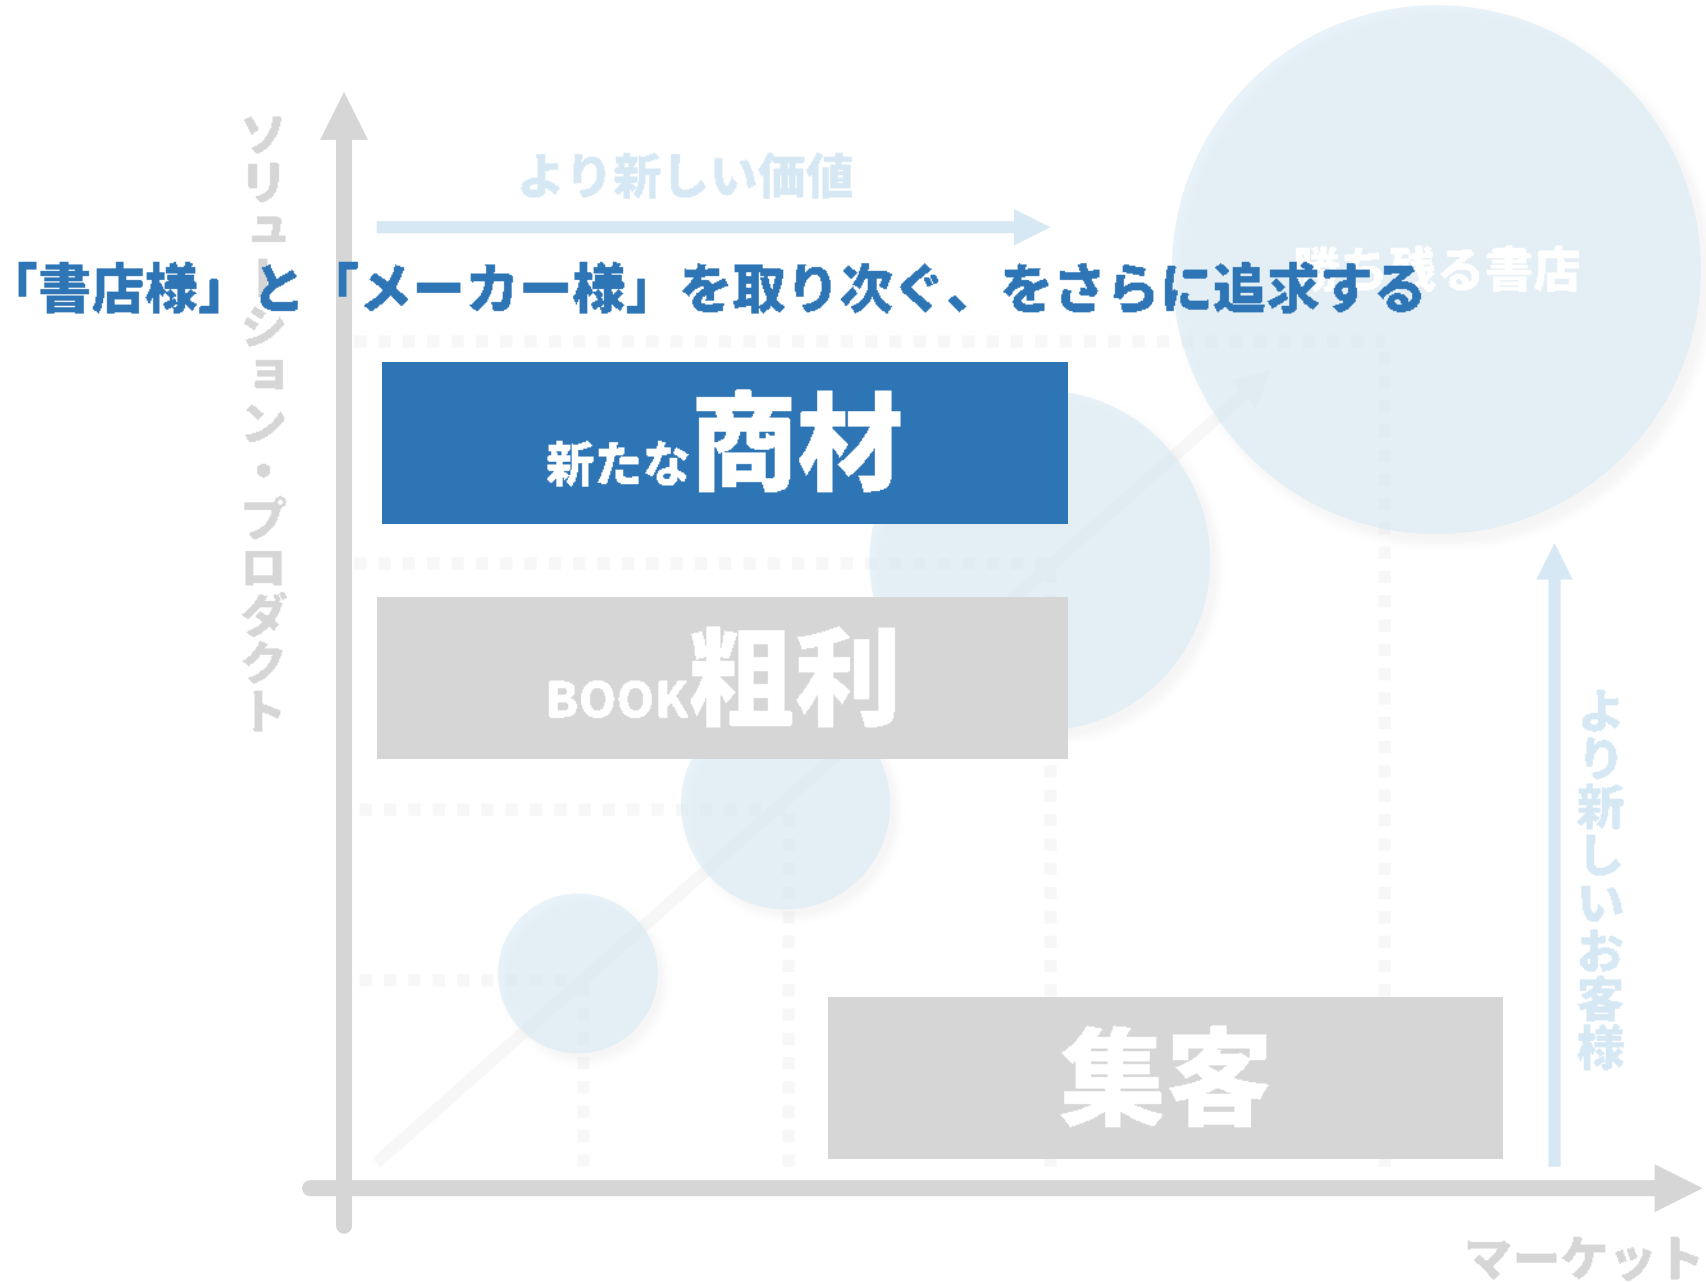 ソリューション・プロダクト
より新しい価値
勝ち残る書店
「書店様」と「メーカー様」を取り次ぐ、をさらに追求する
新たな商材
BOOK粗利
より新しいお客様
集客
マーケット